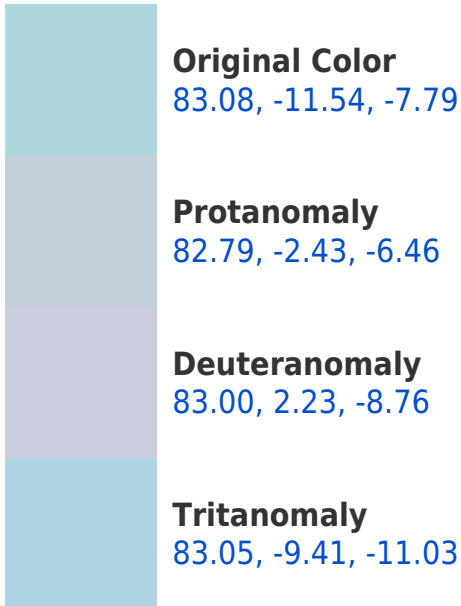 Original Color
83.08, -11.54, -7.79
Protanomaly
82.79, -2.43, -6.46
Deuteranomaly
83.00, 2.23, -8.76
Tritanomaly
83.05, -9.41, -11.03